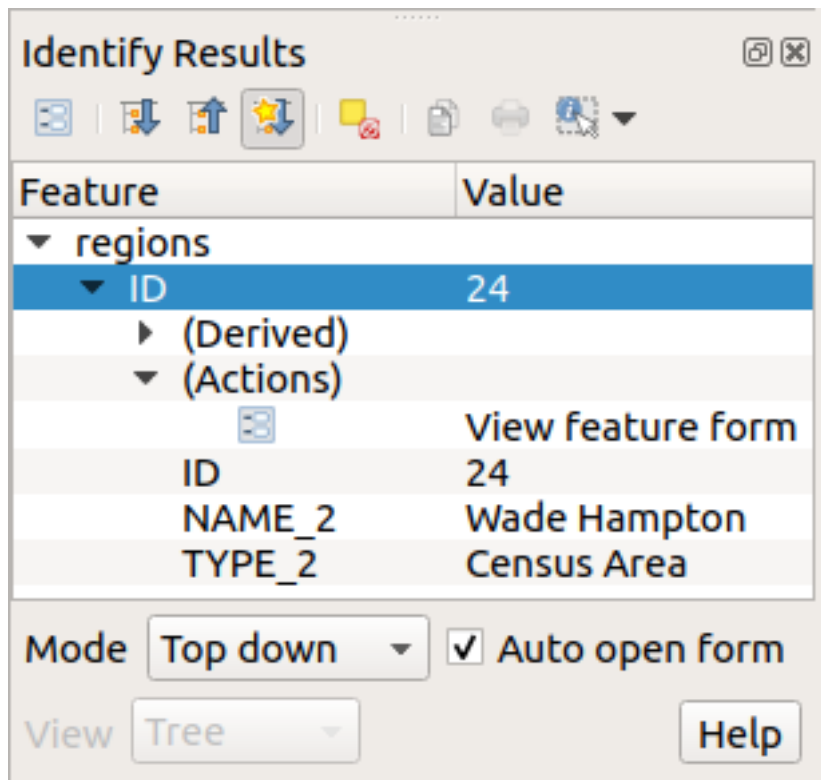 Identify Results
Feature Value
regions
ID 24
(Derived)
(Actions)
View feature form
ID 24
NAME_2 Wade Hampton
TYPE_2 Census Area
Mode Top down Auto open form
View Tree Help